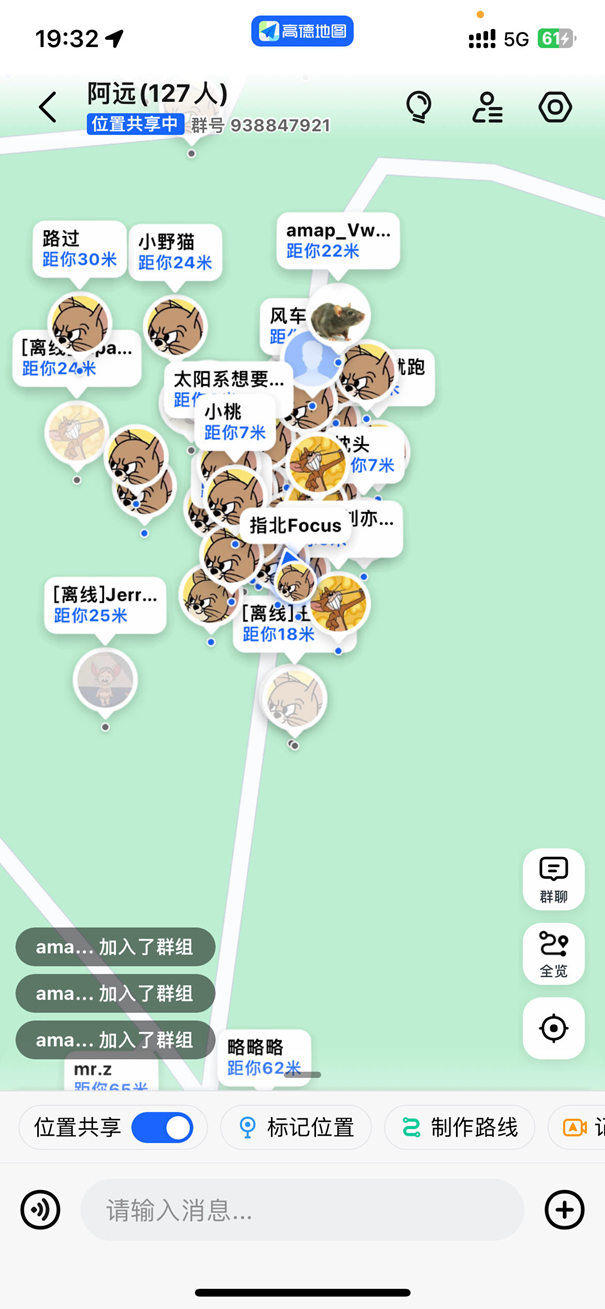 19:32
高德地图
5G
61
阿远(127人)
位置共享中 群号 938847921
路过
距你30米
小野猫
距你24米
amap_Vw...
距你22米
风车
[离线]
距你24米
太阳系想要...
小桃
距你7米
枕头
你7米
指北Focus
[离线]Jerr...
距你25米
[离线]
距你18米
群聊
全览
ama... 加入了群组
ama... 加入了群组
ama... 加入了群组
mr.z
距你65米
略略略
距你62米
位置共享
标记位置
制作路线
请输入消息...